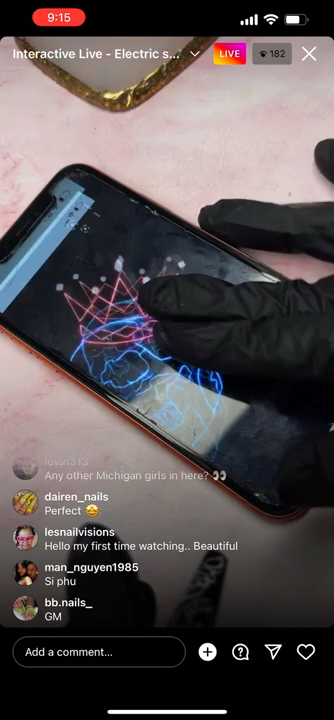 9:15
Interactive Live - Electric s...
LIVE
182
Any other Michigan girls in here? 👀
dairen_nails
Perfect 🤩
lesnailvisions
Hello my first time watching.. Beautiful
man_nguyen1985
Si phu
bb.nails_
GM
Add a comment...